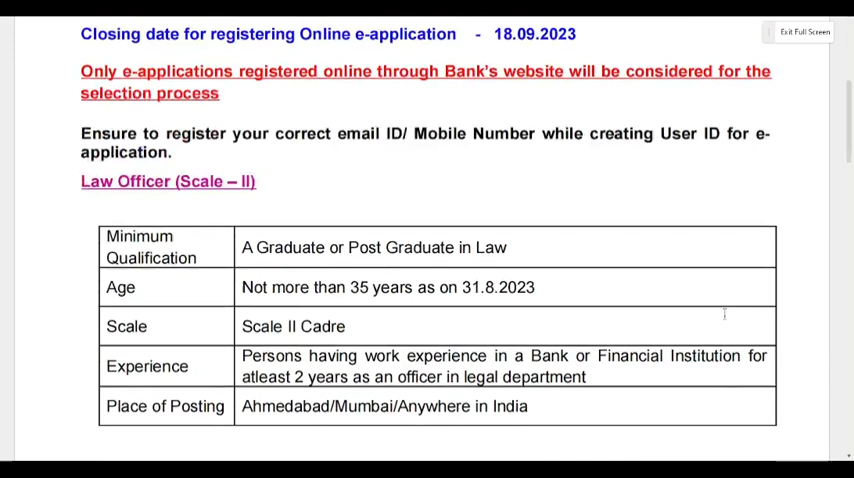 Closing date for registering Online e-application - 18.09.2023
Exit Full Screen
Only e-applications registered online through Bank's website will be considered for the
selection process
Ensure to register your correct email ID/ Mobile Number while creating User ID for e-
application.
Law Officer (Scale – II)
Minimum
Qualification
A Graduate or Post Graduate in Law
Age
Not more than 35 years as on 31.8.2023
Scale
Scale II Cadre
Experience
Persons having work experience in a Bank or Financial Institution for
atleast 2 years as an officer in legal department
Place of Posting
Ahmedabad/Mumbai/Anywhere in India